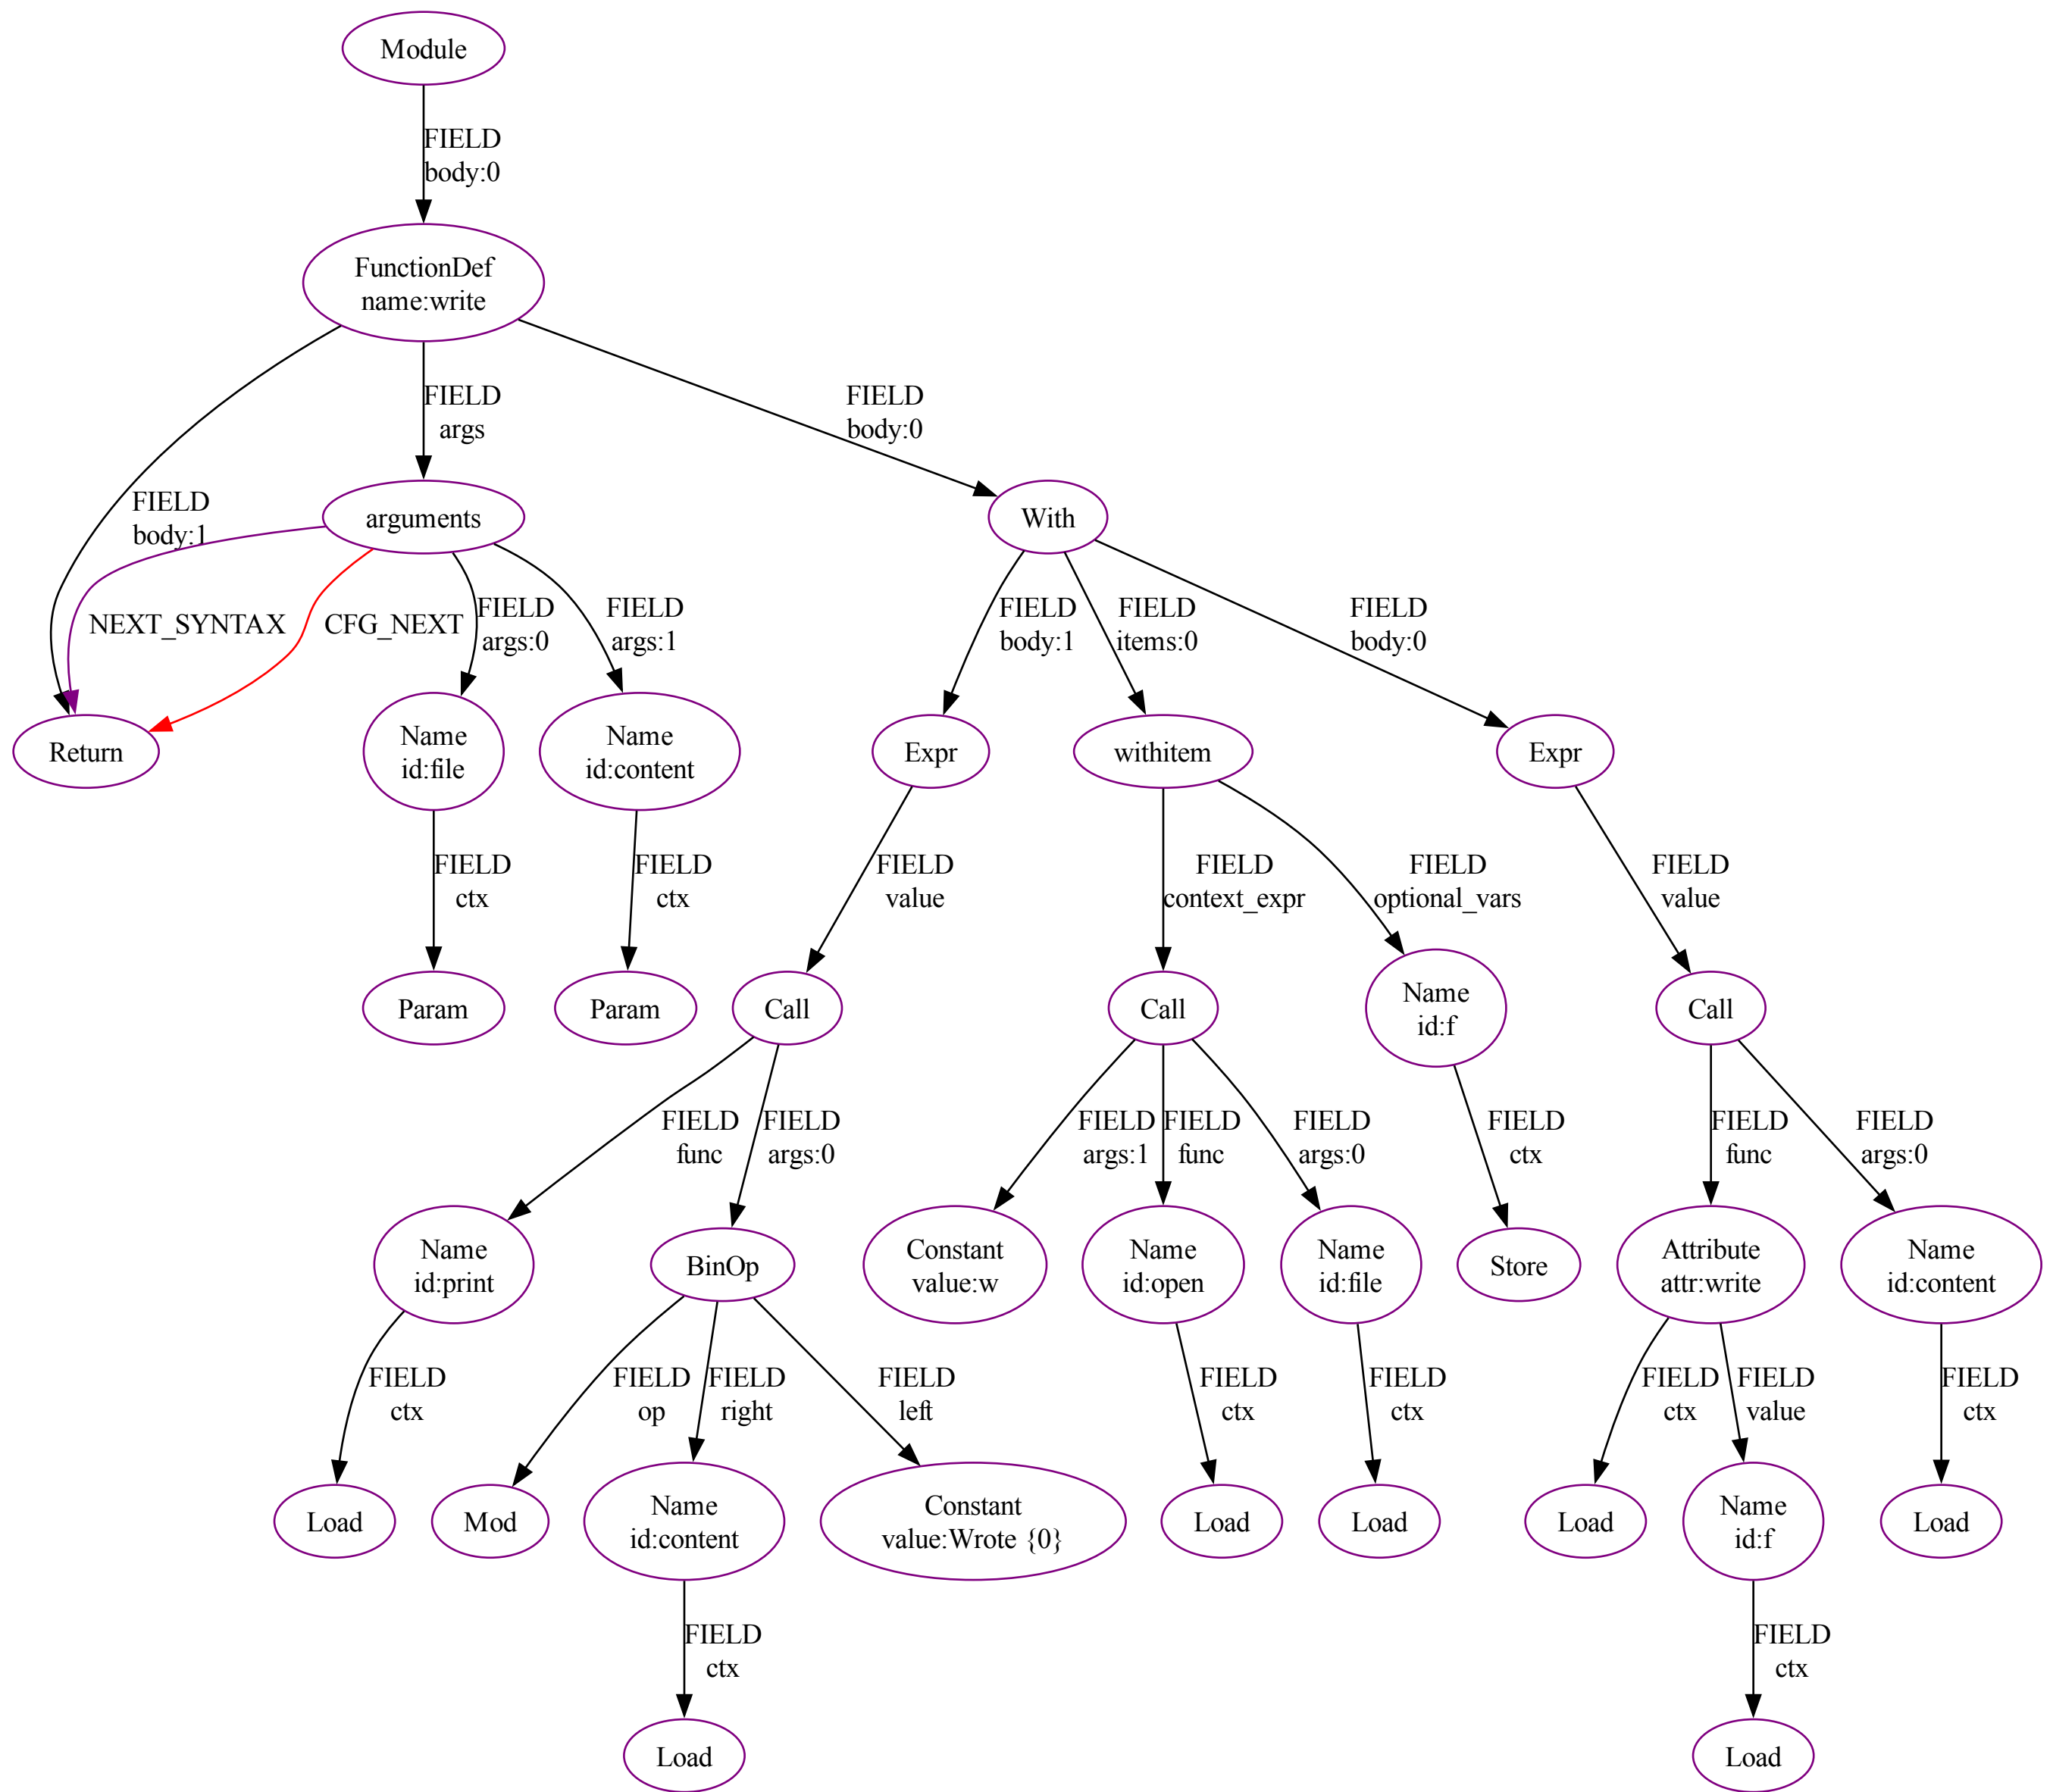 Module
FIELD
body:0
FunctionDef
name:write
FIELD
args
FIELD
body:0
FIELD
body:1
arguments
With
NEXT_SYNTAX
CFG_NEXT
FIELD
args:0
FIELD
args:1
FIELD
body:1
FIELD
items:0
FIELD
body:0
Return
Name
id:file
Name
id:content
Expr
withitem
Expr
FIELD
ctx
FIELD
ctx
FIELD
value
FIELD
context_expr
FIELD
optional_vars
FIELD
value
Param
Param
Call
Call
Name
id:f
Call
FIELD
func
FIELD
args:0
FIELD
args:1
FIELD
func
FIELD
args:0
FIELD
ctx
FIELD
func
FIELD
args:0
Name
id:print
BinOp
Constant
value:w
Name
id:open
Name
id:file
Store
Attribute
attr:write
Name
id:content
FIELD
ctx
FIELD
op
FIELD
right
FIELD
left
FIELD
ctx
FIELD
ctx
FIELD
ctx
FIELD
value
FIELD
ctx
Load
Mod
Name
id:content
Constant
value:Wrote {0}
Load
Load
Load
Name
id:f
Load
FIELD
ctx
FIELD
ctx
Load
Load